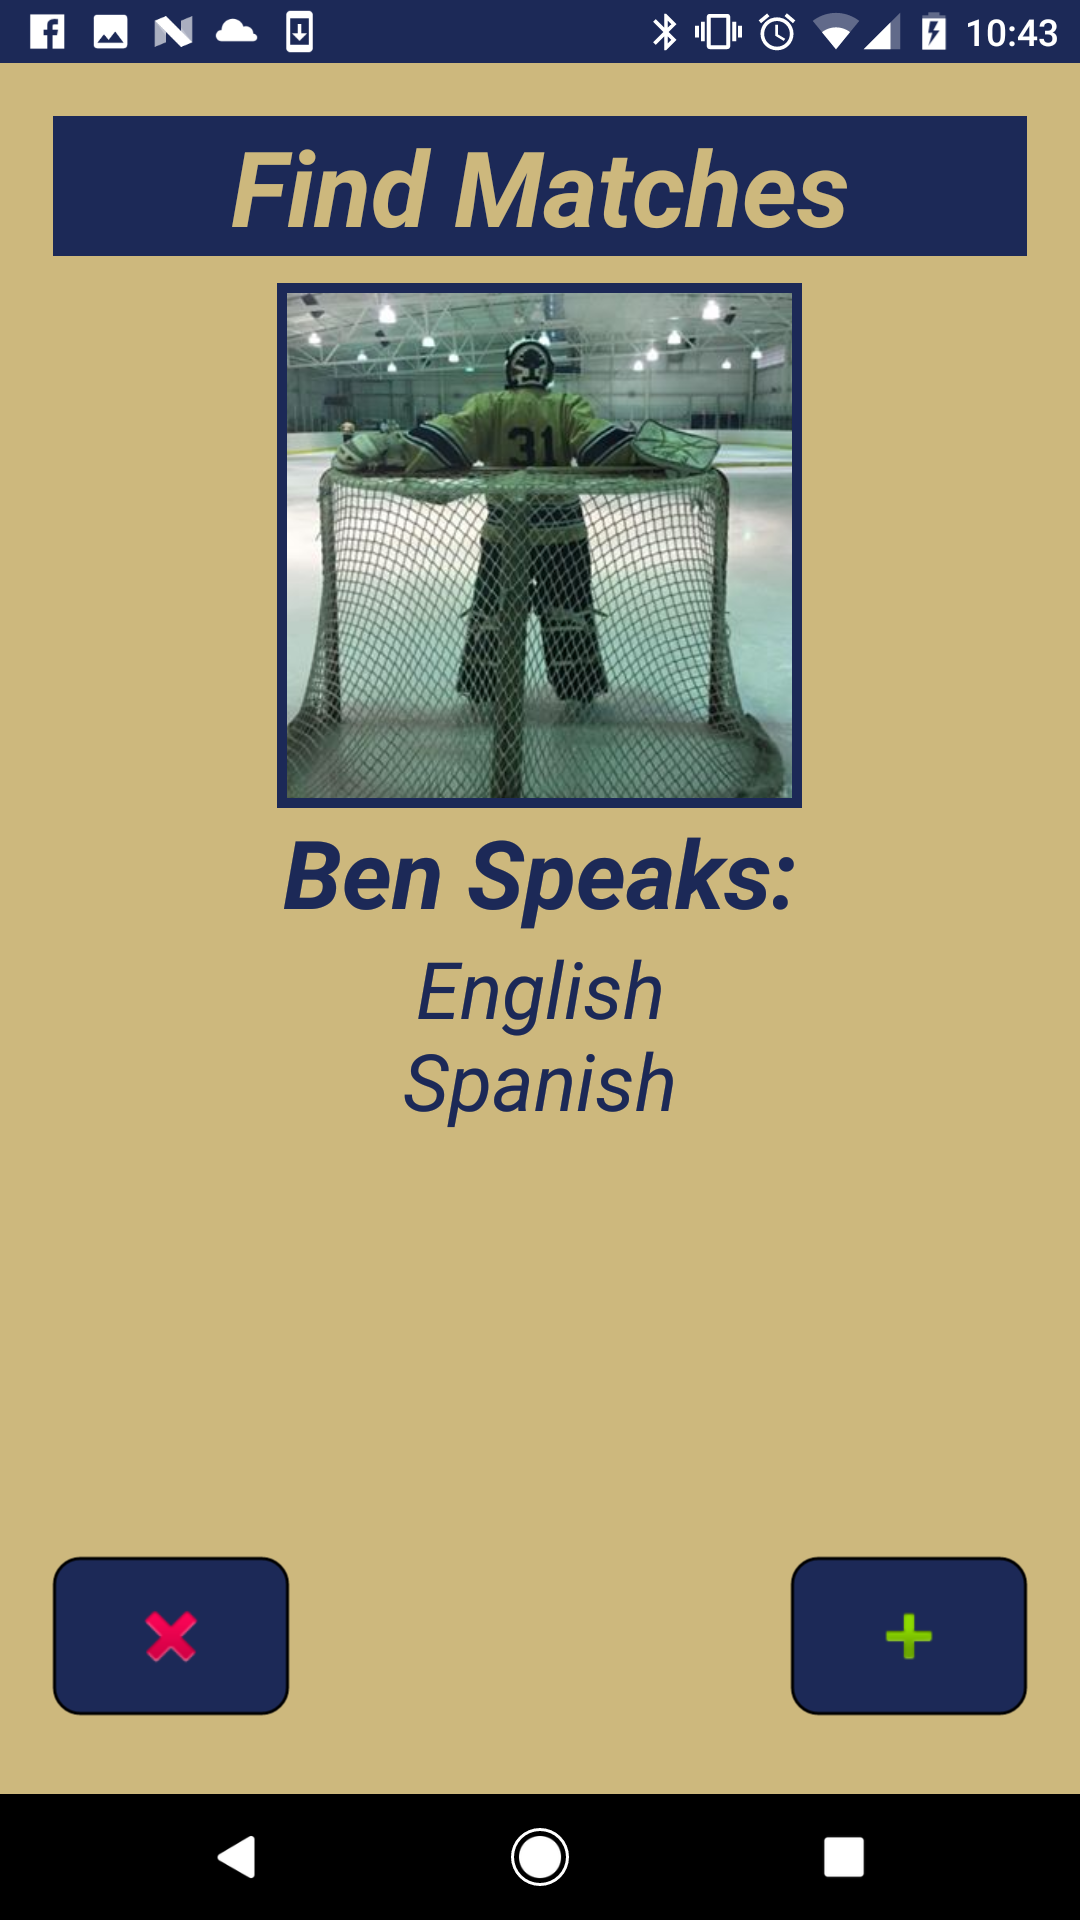 10:43
Find Matches
31
Ben Speaks:
English
Spanish